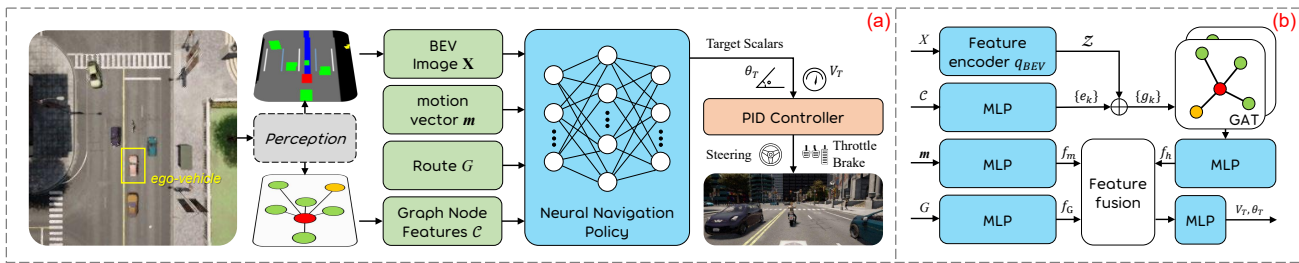 (a)
ego-vehicle
Perception
BEV
Image X
motion
vector m
Route G
Graph Node
Features 𝒞
Neural Navigation
Policy
Target Scalars
θ_T
V_T
PID Controller
Steering
Throttle
Brake
(b)
X
Feature
encoder q_BEV
𝒵
𝒞
MLP
{e_k}
{g_k}
GAT
m
MLP
f_m
Feature
fusion
f_h
MLP
G
MLP
f_G
MLP
V_T, θ_T